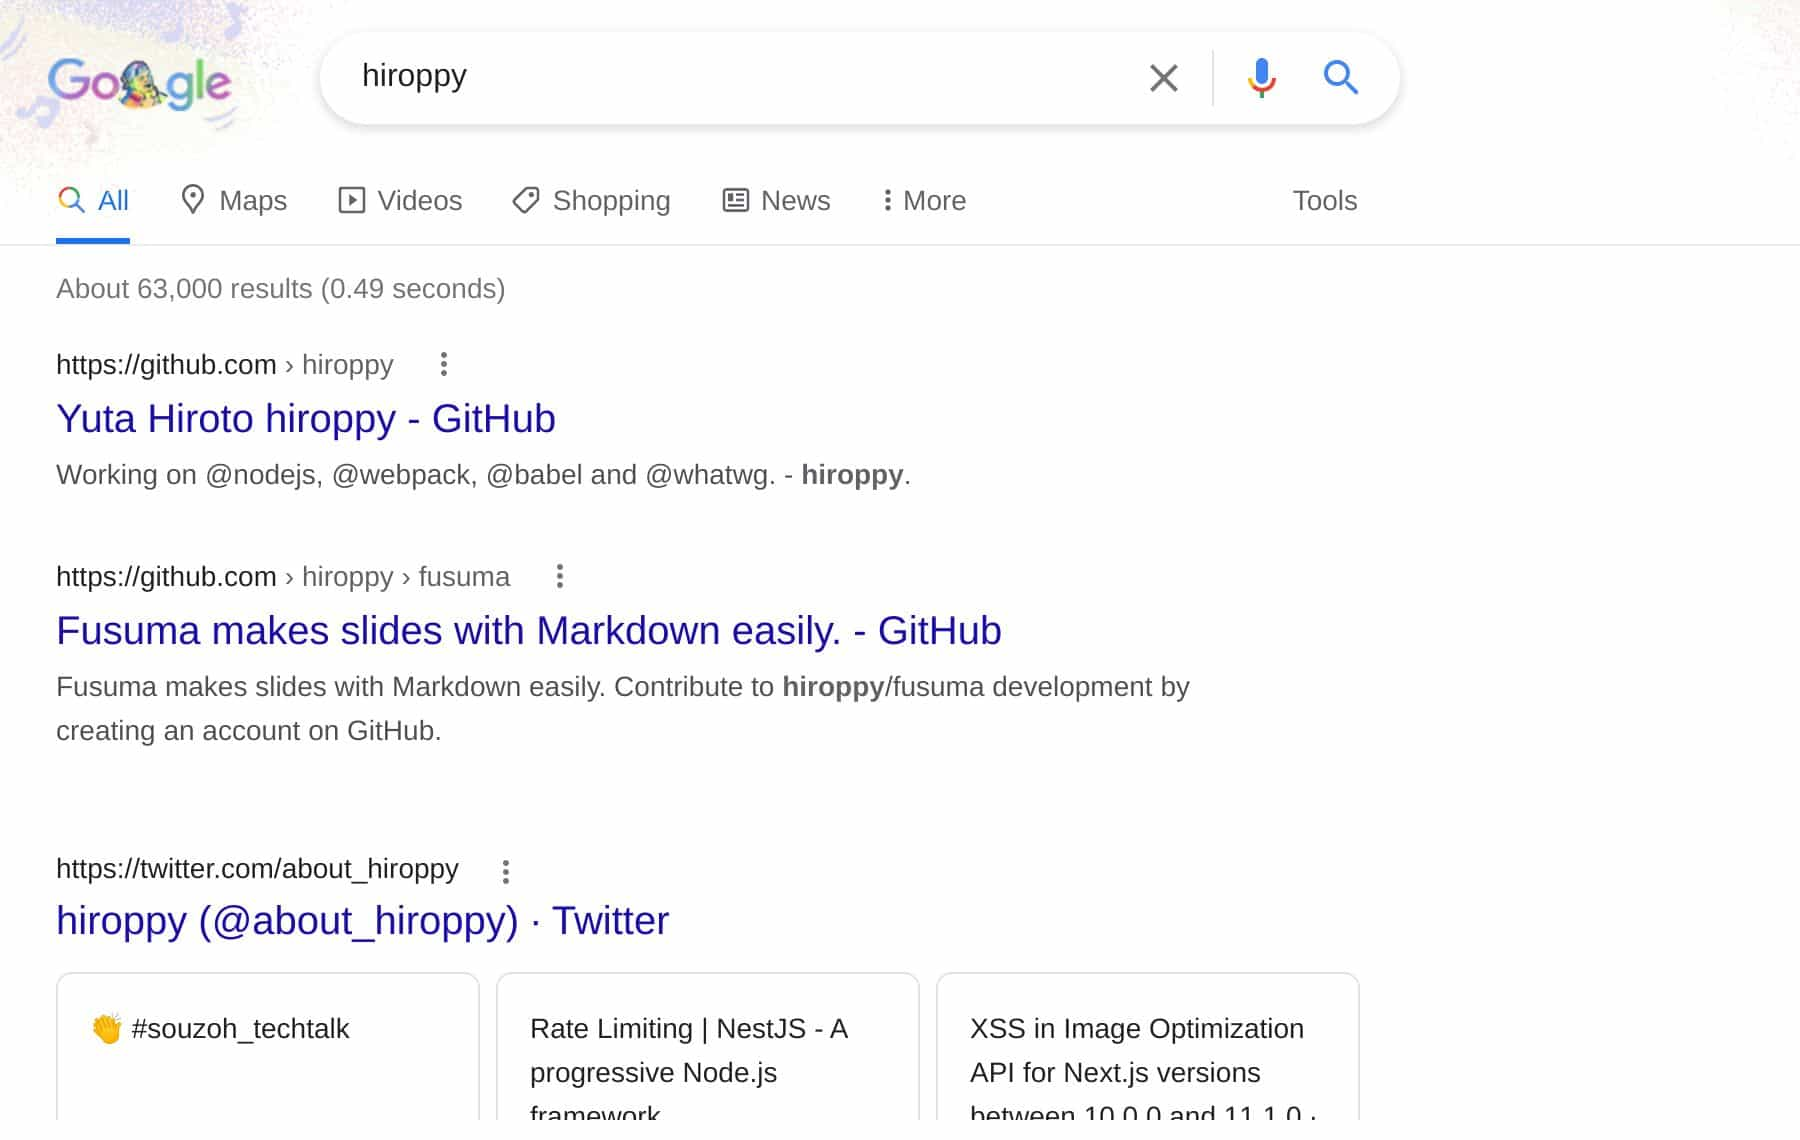 Google
hiroppy
All Maps Videos Shopping News More Tools
About 63,000 results (0.49 seconds)
https://github.com › hiroppy
Yuta Hiroto hiroppy - GitHub
Working on @nodejs, @webpack, @babel and @whatwg. - hiroppy.
https://github.com › hiroppy › fusuma
Fusuma makes slides with Markdown easily. - GitHub
Fusuma makes slides with Markdown easily. Contribute to hiroppy/fusuma development by
creating an account on GitHub.
https://twitter.com/about_hiroppy
hiroppy (@about_hiroppy) · Twitter
👏 #souzoh_techtalk
Rate Limiting | NestJS - A
progressive Node.js
framework
XSS in Image Optimization
API for Next.js versions
between 10.0.0 and 11.1.0 ·